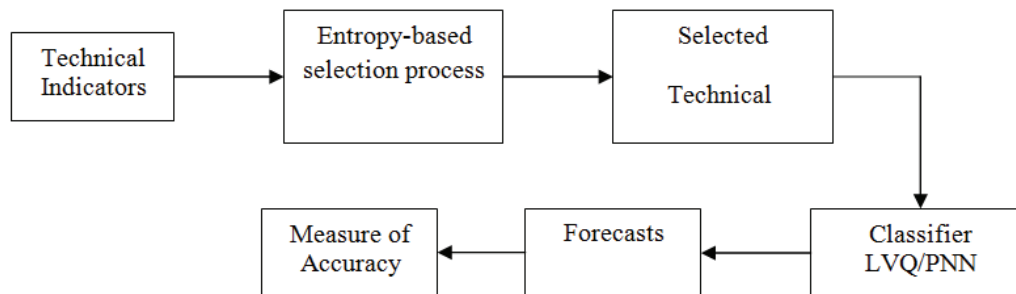 Technical
Indicators
Entropy-based
selection process
Selected
Technical
Classifier
LVQ/PNN
Forecasts
Measure of
Accuracy